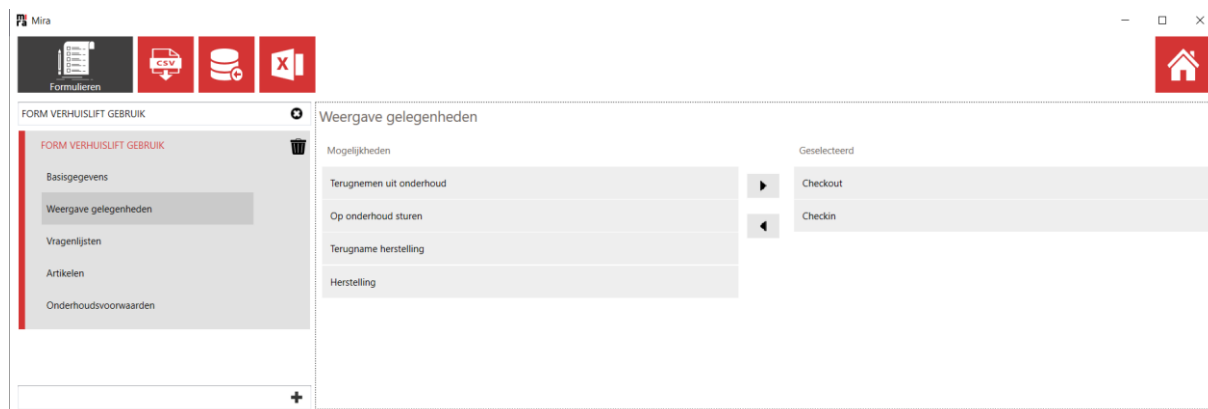 Mira
CSV
X
Formulieren
FORM VERHUISLIFT GEBRUIK
FORM VERHUISLIFT GEBRUIK
Basisgegevens
Weergave gelegenheden
Vragenlijsten
Artikelen
Onderhoudsvoorwaarden
Weergave gelegenheden
Mogelijkheden
Geselecteerd
Terugnemen uit onderhoud
Checkout
Op onderhoud sturen
Checkin
Terugname herstelling
Herstelling